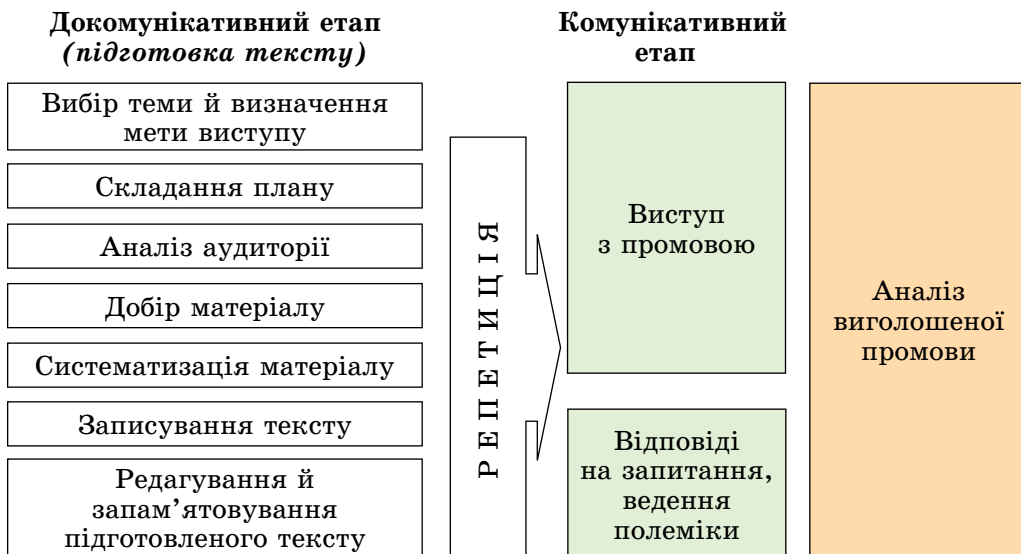 Докомунікативний етап
(підготовка тексту)
Вибір теми й визначення
мети виступу
Складання плану
Аналіз аудиторії
Добір матеріалу
Систематизація матеріалу
Записування тексту
Редагування й
запам’ятовування
підготовленого тексту
РЕПЕТИЦІЯ
Комунікативний
етап
Виступ
з промовою
Відповіді
на запитання,
ведення
полеміки
Аналіз
виголошеної
промови